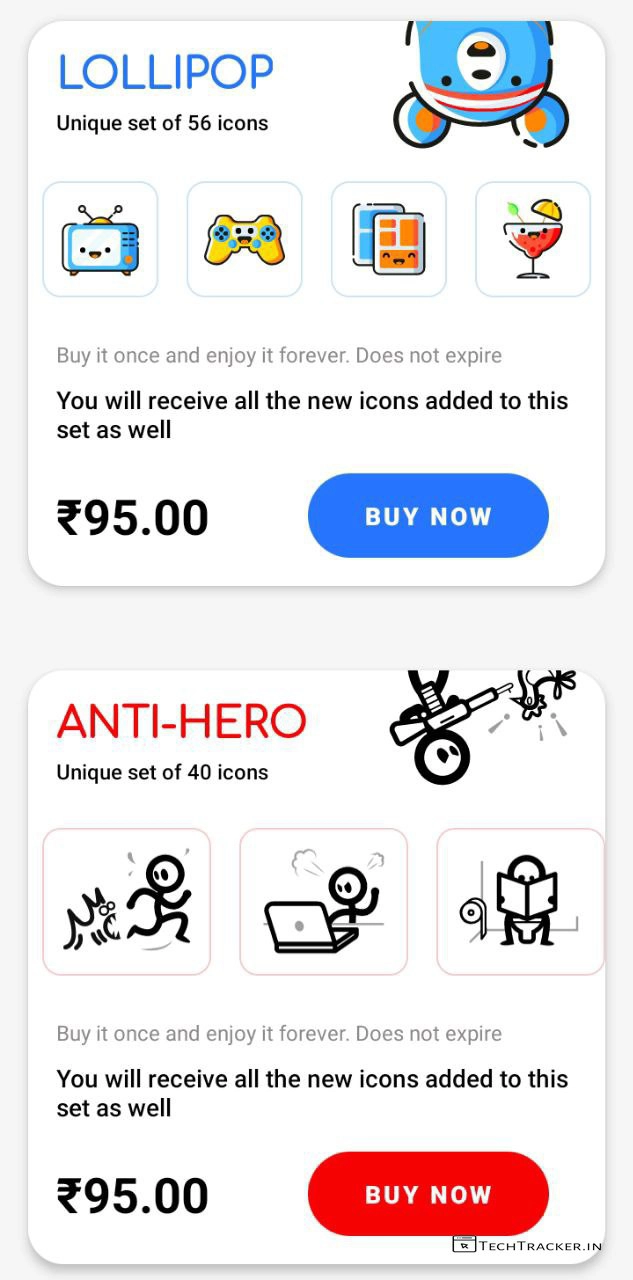 LOLLIPOP
Unique set of 56 icons
Buy it once and enjoy it forever. Does not expire
You will receive all the new icons added to this
set as well
₹95.00
BUY NOW
ANTI-HERO
Unique set of 40 icons
Buy it once and enjoy it forever. Does not expire
You will receive all the new icons added to this
set as well
₹95.00
BUY NOW
TECHTRACKER.IN